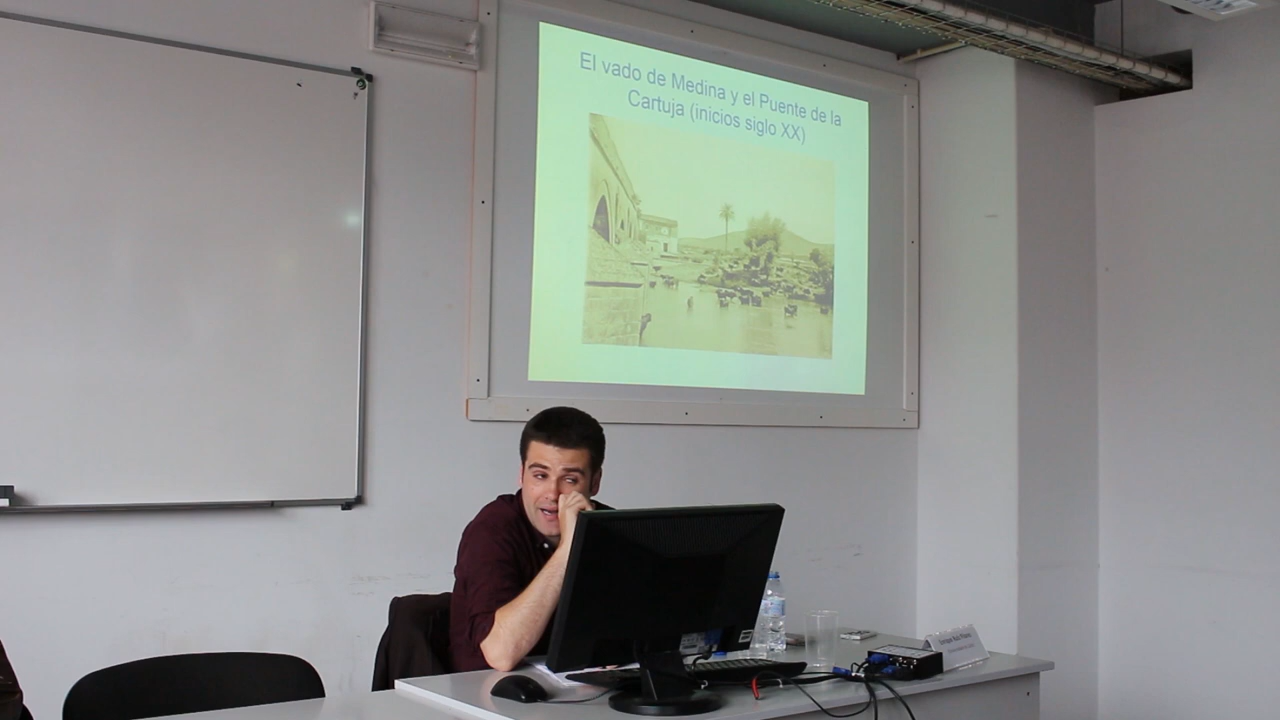 El vado de Medina y el Puente de la
Cartuja (inicios siglo XX)